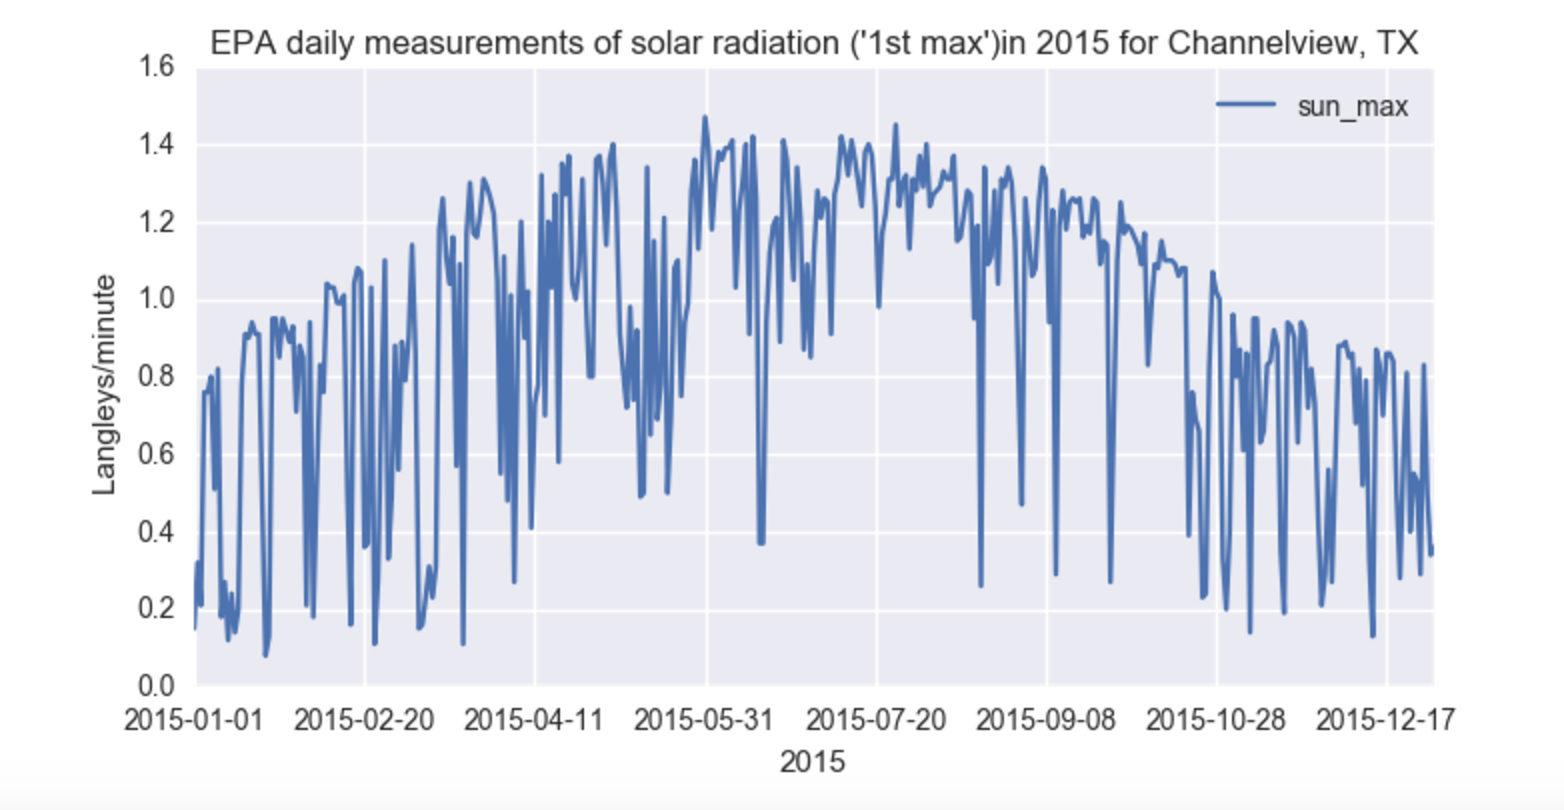 EPA daily measurements of solar radiation ('1st max')in 2015 for Channelview, TX
1.6
sun_max
1.4
1.2
1.0
0.8
0.6
0.4
0.2
0.0
Langleys/minute
2015-01-01 2015-02-20 2015-04-11 2015-05-31 2015-07-20 2015-09-08 2015-10-28 2015-12-17
2015